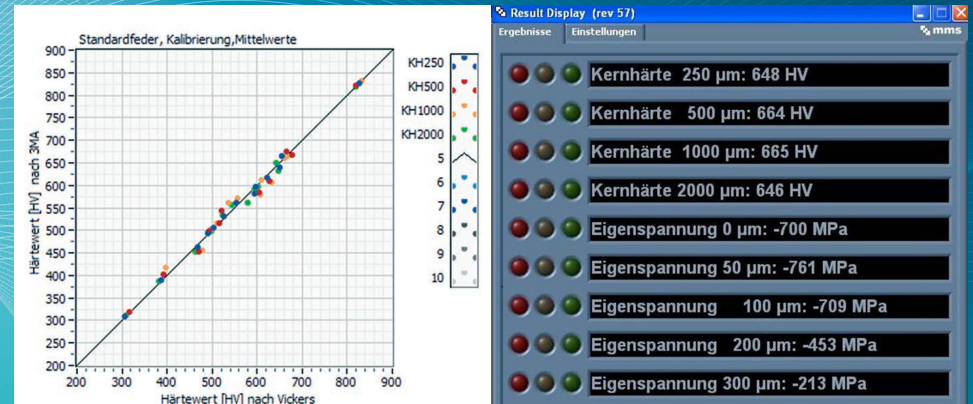 Standardfeder, Kalibrierung,Mittelwerte
900
850
800
750
700
650
600
550
500
450
400
350
300
250
200
Härtewert [HV] nach 3MA
200 300 400 500 600 700 800 900
Härtewert [HV] nach Vickers
KH250
KH500
KH1000
KH2000
5
6
7
8
9
10
Result Display (rev 57)
Ergebnisse Einstellungen mms
Kernhärte 250 µm: 648 HV
Kernhärte 500 µm: 664 HV
Kernhärte 1000 µm: 665 HV
Kernhärte 2000 µm: 646 HV
Eigenspannung 0 µm: -700 MPa
Eigenspannung 50 µm: -761 MPa
Eigenspannung 100 µm: -709 MPa
Eigenspannung 200 µm: -453 MPa
Eigenspannung 300 µm: -213 MPa